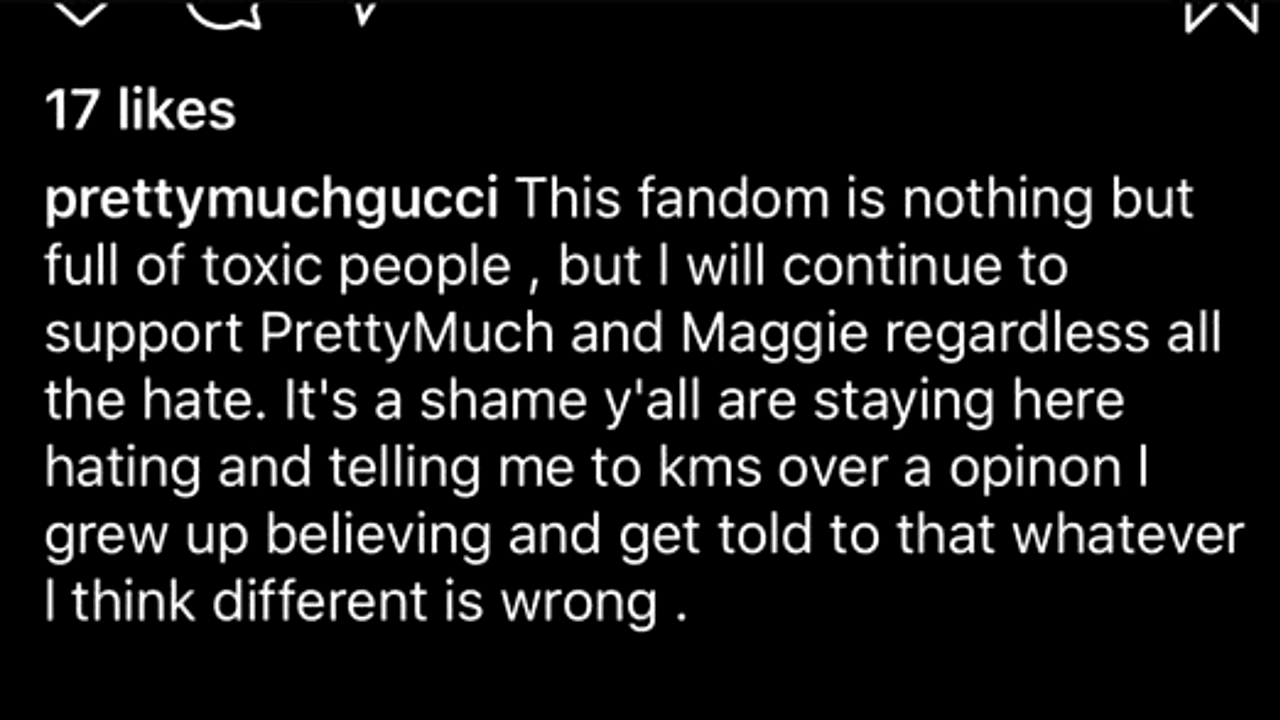 17 likes
prettymuchgucci This fandom is nothing but
full of toxic people , but I will continue to
support PrettyMuch and Maggie regardless all
the hate. It's a shame y'all are staying here
hating and telling me to kms over a opinon I
grew up believing and get told to that whatever
I think different is wrong .